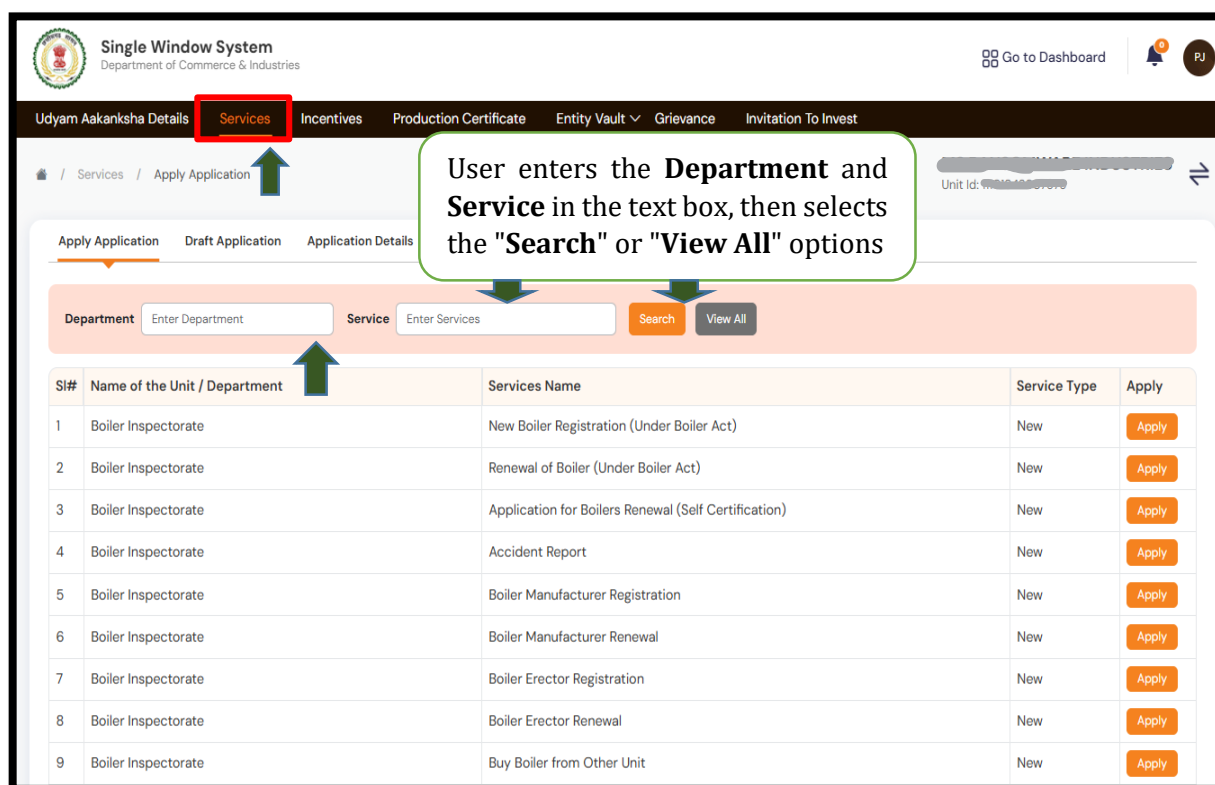 Single Window System
Department of Commerce & Industries
Go to Dashboard
0
PJ
Udyam Aakanksha Details Services Incentives Production Certificate Entity Vault Grievance Invitation To Invest
/ Services / Apply Application
User enters the Department and
Service in the text box, then selects
the "Search" or "View All" options
Unit Id:
Apply Application Draft Application Application Details
Department Enter Department Service Enter Services Search View All
Sl# Name of the Unit / Department Services Name Service Type Apply
1 Boiler Inspectorate New Boiler Registration (Under Boiler Act) New Apply
2 Boiler Inspectorate Renewal of Boiler (Under Boiler Act) New Apply
3 Boiler Inspectorate Application for Boilers Renewal (Self Certification) New Apply
4 Boiler Inspectorate Accident Report New Apply
5 Boiler Inspectorate Boiler Manufacturer Registration New Apply
6 Boiler Inspectorate Boiler Manufacturer Renewal New Apply
7 Boiler Inspectorate Boiler Erector Registration New Apply
8 Boiler Inspectorate Boiler Erector Renewal New Apply
9 Boiler Inspectorate Buy Boiler from Other Unit New Apply